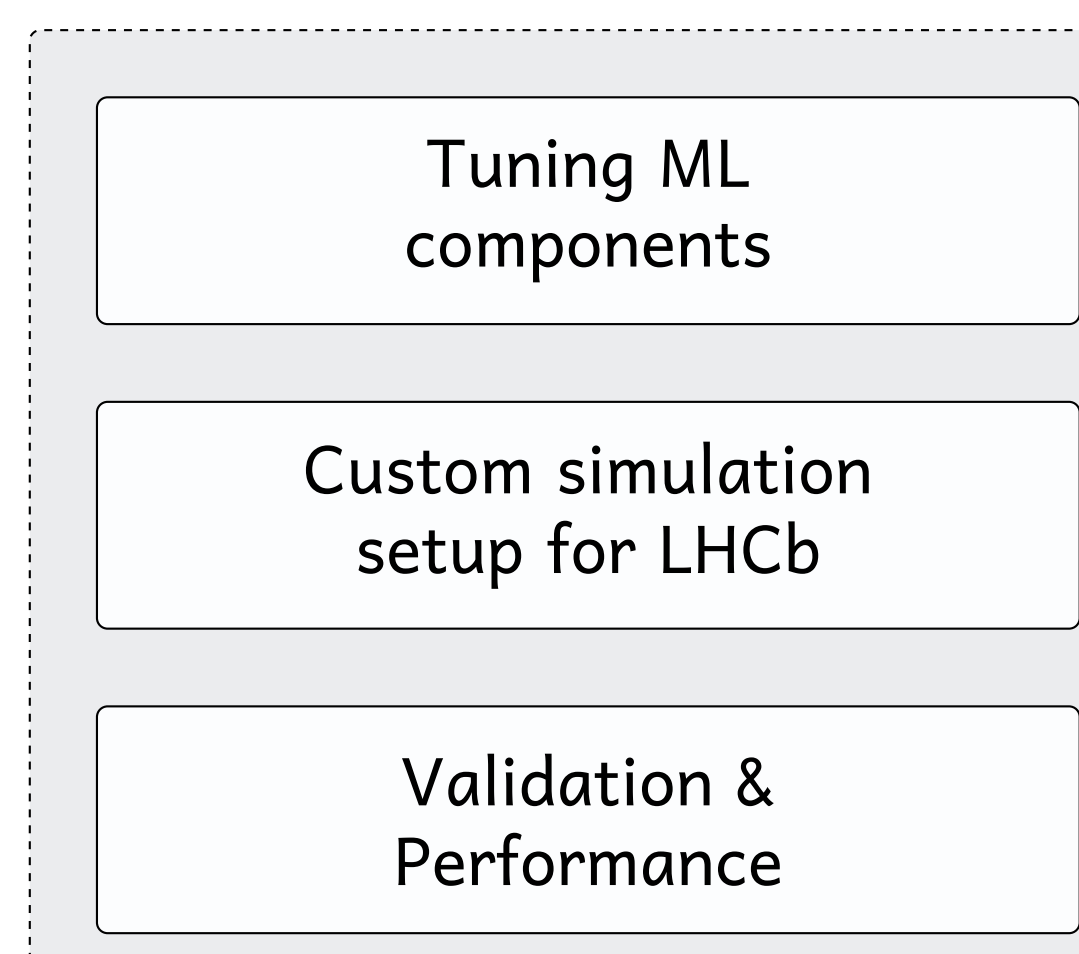 Tuning ML
components
Custom simulation
setup for LHCb
Validation &
Performance